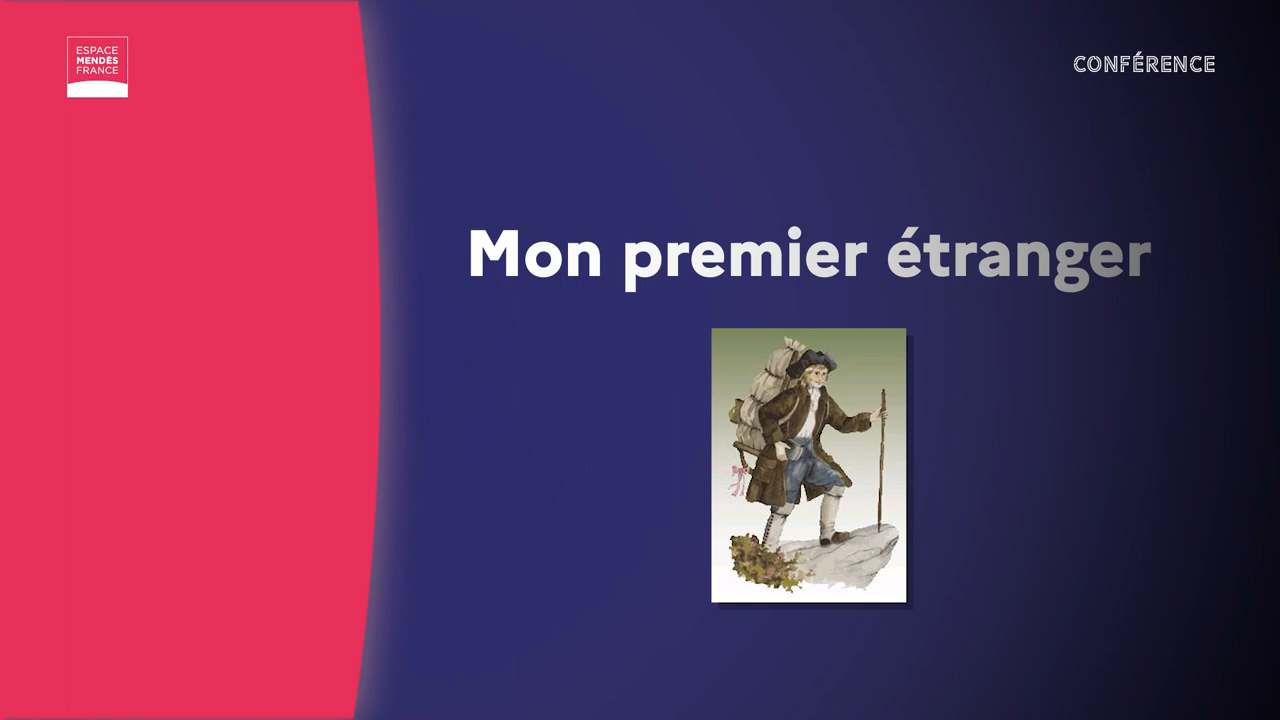 ESPACE
MENDÈS
FRANCE
CONFÉRENCE
Mon premier étranger